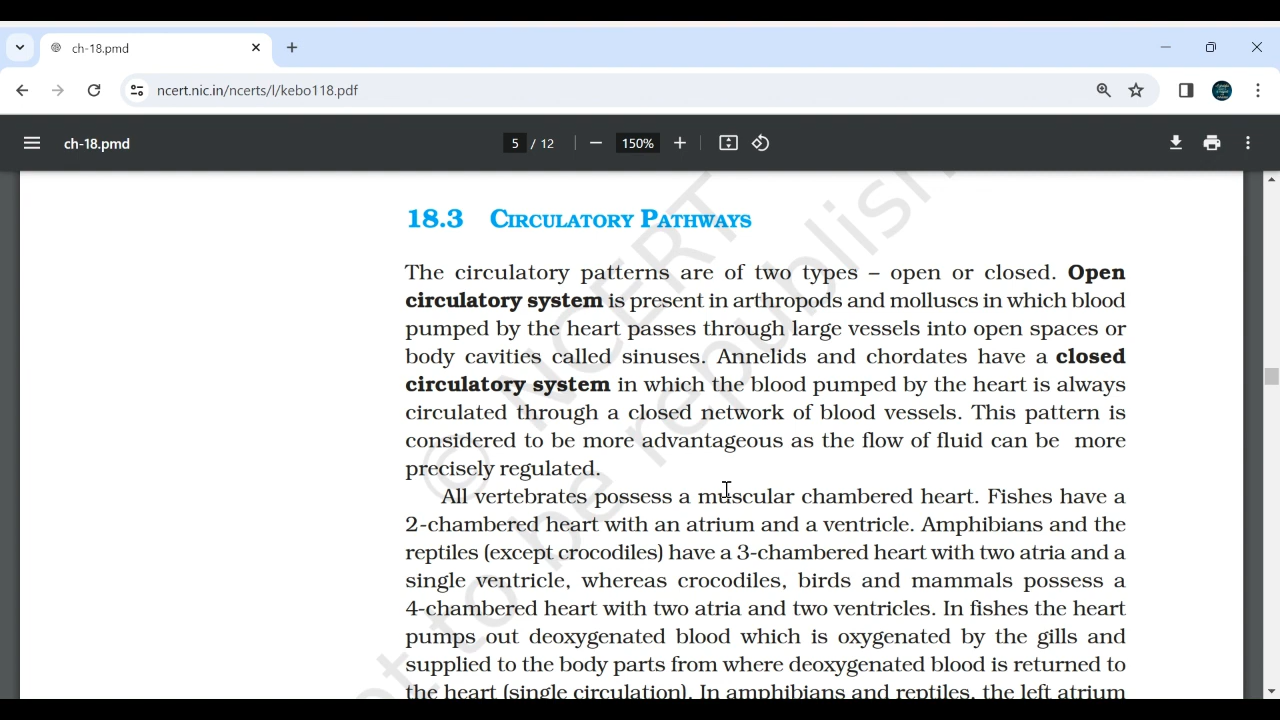 ch-18.pmd
ncert.nic.in/ncerts/l/kebo118.pdf
ch-18.pmd
5 / 12
150%
18.3 CIRCULATORY PATHWAYS
The circulatory patterns are of two types – open or closed. Open
circulatory system is present in arthropods and molluscs in which blood
pumped by the heart passes through large vessels into open spaces or
body cavities called sinuses. Annelids and chordates have a closed
circulatory system in which the blood pumped by the heart is always
circulated through a closed network of blood vessels. This pattern is
considered to be more advantageous as the flow of fluid can be more
precisely regulated.
All vertebrates possess a muscular chambered heart. Fishes have a
2-chambered heart with an atrium and a ventricle. Amphibians and the
reptiles (except crocodiles) have a 3-chambered heart with two atria and a
single ventricle, whereas crocodiles, birds and mammals possess a
4-chambered heart with two atria and two ventricles. In fishes the heart
pumps out deoxygenated blood which is oxygenated by the gills and
supplied to the body parts from where deoxygenated blood is returned to
the heart (single circulation). In amphibians and reptiles, the left atrium
© NCERT
not to be republish